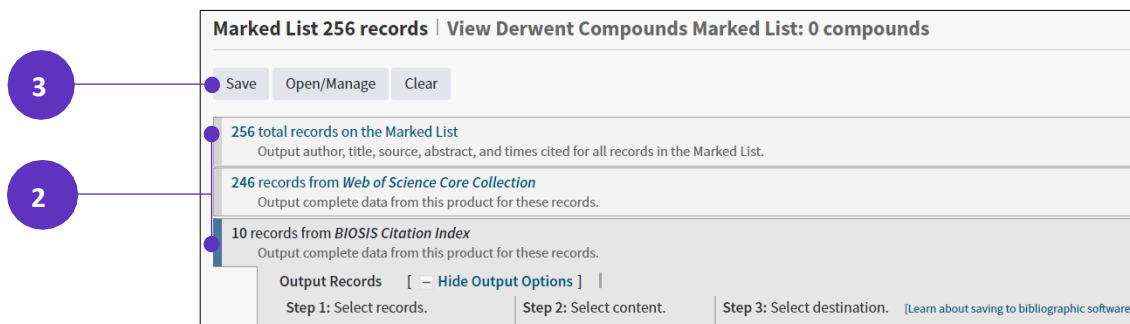 Marked List 256 records | View Derwent Compounds Marked List: 0 compounds
3
Save Open/Manage Clear
256 total records on the Marked List
Output author, title, source, abstract, and times cited for all records in the Marked List.
2
246 records from Web of Science Core Collection
Output complete data from this product for these records.
10 records from BIOSIS Citation Index
Output complete data from this product for these records.
Output Records [ – Hide Output Options ] |
Step 1: Select records. Step 2: Select content. Step 3: Select destination. [Learn about saving to bibliographic software